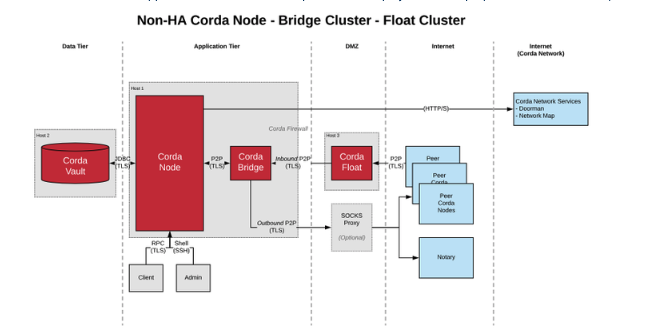 Non-HA Corda Node - Bridge Cluster - Float Cluster
Data Tier
Application Tier
DMZ
Internet
Internet
(Corda Network)
Host 1
(HTTP/S)
Corda Network Services
- Doorman
- Network Map
Corda Firewall
Host 2
Host 3
Corda
Vault
JDBC
(TLS)
Corda
Node
P2P
(TLS)
Corda
Bridge
Inbound P2P
(TLS)
Corda
Float
P2P
(TLS)
Peer
Peer
Corda
Peer
Corda
Nodes
Outbound P2P
(TLS)
SOCKS
Proxy
(Optional)
RPC
(TLS)
Shell
(SSH)
Client
Admin
Notary